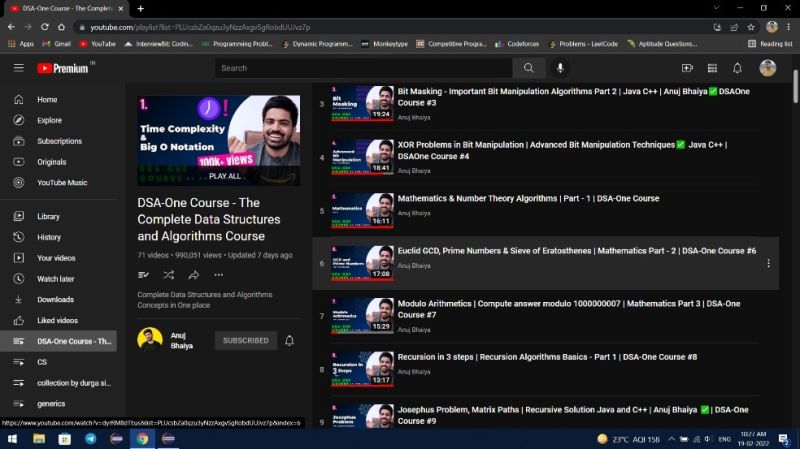 DSA-One Course - The Complete
youtube.com/playlist?list=PLUcsbZa0qzu3yNzzAxgvSgRobdUUJvz7p
Apps
Gmail
YouTube
InterviewBit: Coding...
Programming Probl...
Dynamic Programm...
Monkeytype
Competitive Progra...
Codeforces
Problems - LeetCode
Aptitude Questions...
Reading list
Premium
IN
Search
Home
Explore
Subscriptions
Originals
YouTube Music
Library
History
Your videos
Watch later
Downloads
Liked videos
DSA-One Course - Th...
CS
collection by durga si...
generics
1.
Time Complexity
&
Big O Notation
100k+ views
PLAY ALL
DSA-One Course - The
Complete Data Structures
and Algorithms Course
71 videos • 990,051 views • Updated 7 days ago
Complete Data Structures and Algorithms
Concepts in One place
Anuj
Bhaiya
SUBSCRIBED
3
3.
Bit
Masking
19:24
Bit Masking - Important Bit Manipulation Algorithms Part 2 | Java C++ | Anuj Bhaiya✅DSAOne
Course #3
Anuj Bhaiya
4
4.
Advanced
Bit
Manipulation
18:41
XOR Problems in Bit Manipulation | Advanced Bit Manipulation Techniques✅ Java C++ |
DSAOne Course #4
Anuj Bhaiya
5
5.
Mathematics
16:11
Mathematics & Number Theory Algorithms | Part - 1 | DSA-One Course
Anuj Bhaiya
6
6.
GCD and
Prime Numbers
17:08
Euclid GCD, Prime Numbers & Sieve of Eratosthenes | Mathematics Part - 2 | DSA-One Course #6
Anuj Bhaiya
7
7.
Modulo
Arithmetic
15:29
Modulo Arithmetics | Compute answer modulo 1000000007 | Mathematics Part 3 | DSA-One
Course #7
Anuj Bhaiya
8
8.
Recursion in
3 steps
13:17
Recursion in 3 steps | Recursion Algorithms Basics - Part 1 | DSA-One Course #8
Anuj Bhaiya
9
9.
Josephus
Problem
Josephus Problem, Matrix Paths | Recursive Solution Java and C++ | Anuj Bhaiya ✅| DSA-One
Course #9
23°C AQI 158
ENG
10:27 AM
19-02-2022